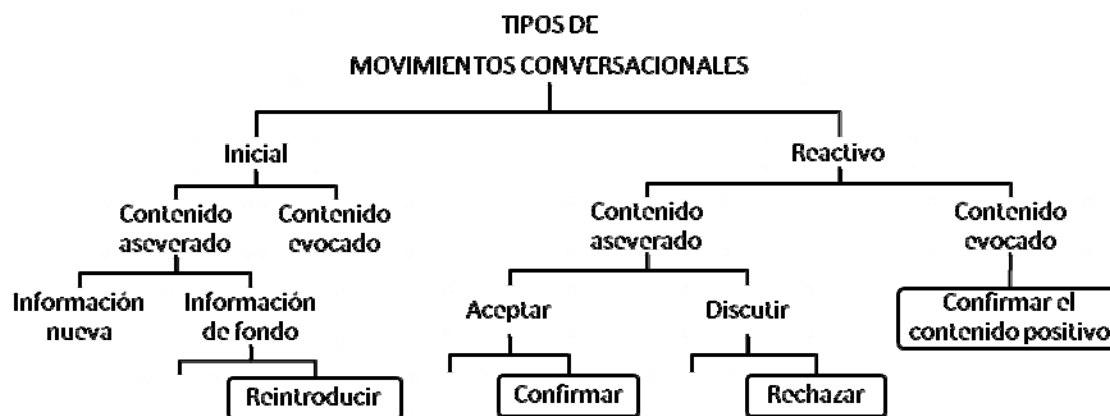 TIPOS DE
MOVIMIENTOS CONVERSACIONALES
Inicial
Reactivo
Contenido
aseverado
Contenido
evocado
Contenido
aseverado
Contenido
evocado
Información
nueva
Información
de fondo
Aceptar
Discutir
Confirmar el
contenido positivo
Reintroducir
Confirmar
Rechazar